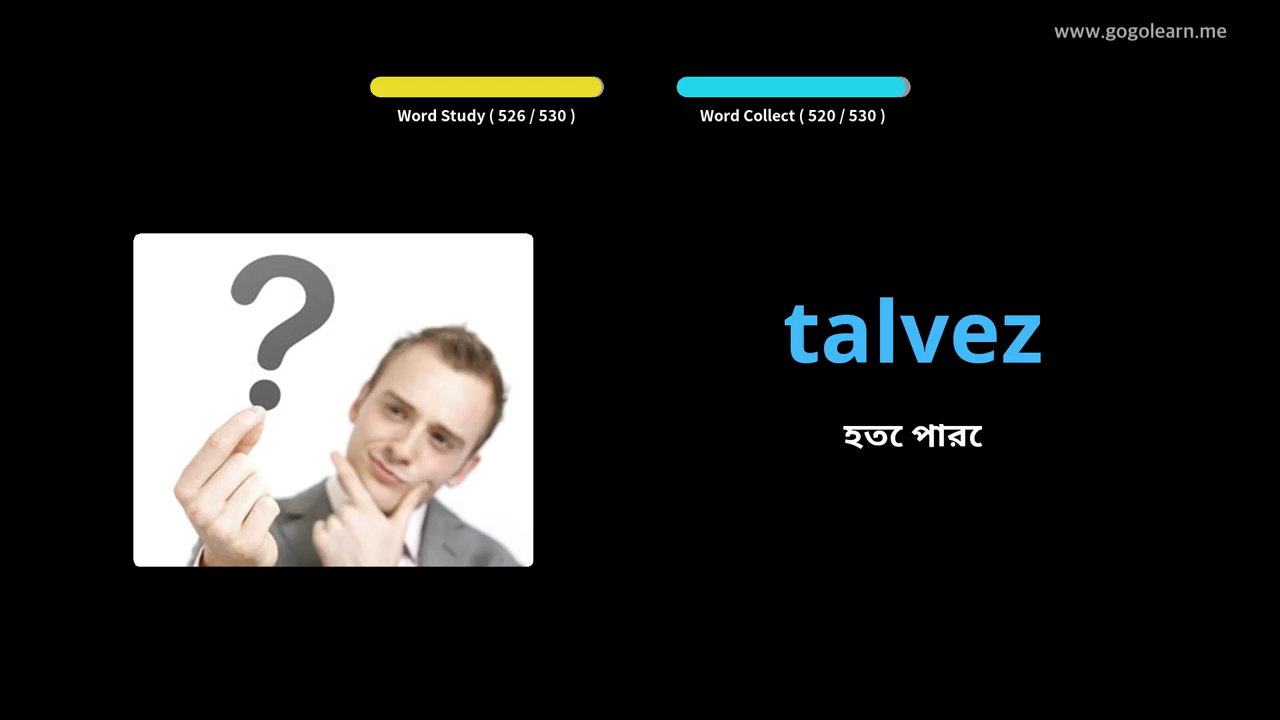 www.gogolearn.me
Word Study ( 526 / 530 )
Word Collect ( 520 / 530 )
talvez
হতে পারে